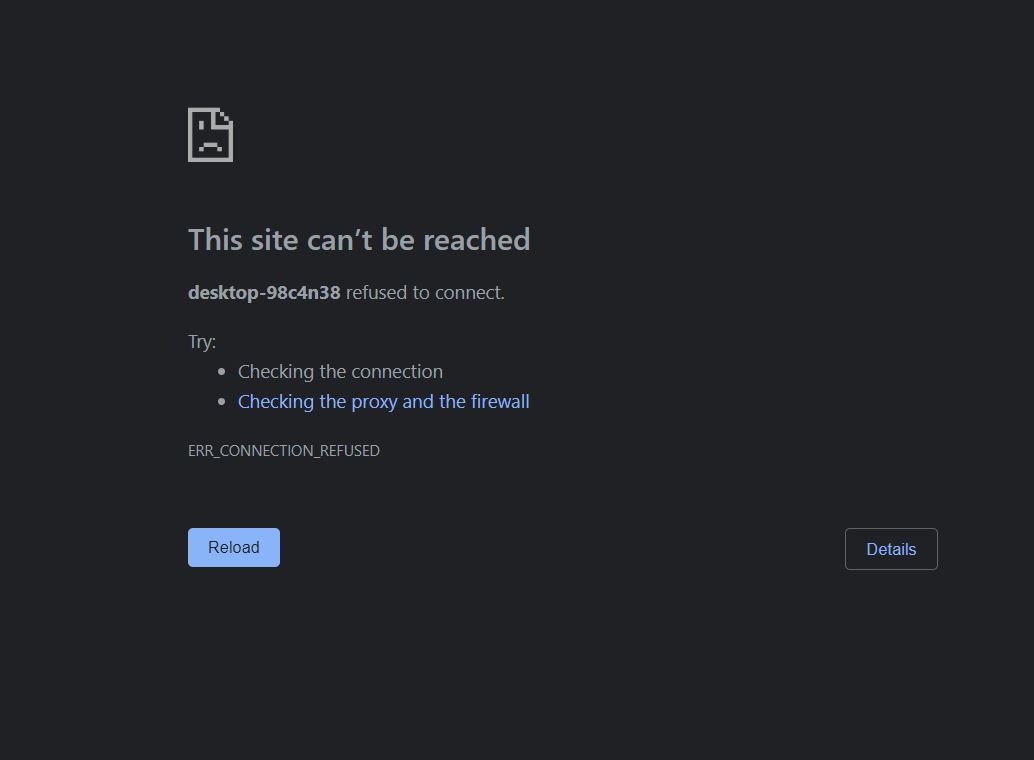 This site can’t be reached
desktop-98c4n38 refused to connect.
Try:
Checking the connection
Checking the proxy and the firewall
ERR_CONNECTION_REFUSED
Reload
Details